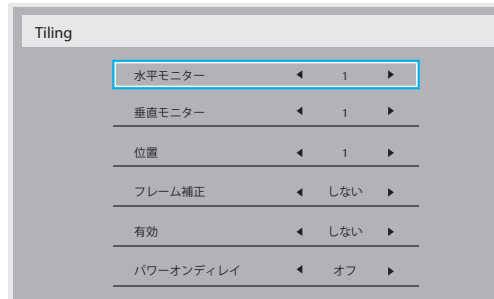 Tiling
水平モニター 1
垂直モニター 1
位置 1
フレーム補正 しない
有効 しない
パワーオンディレイ オフ